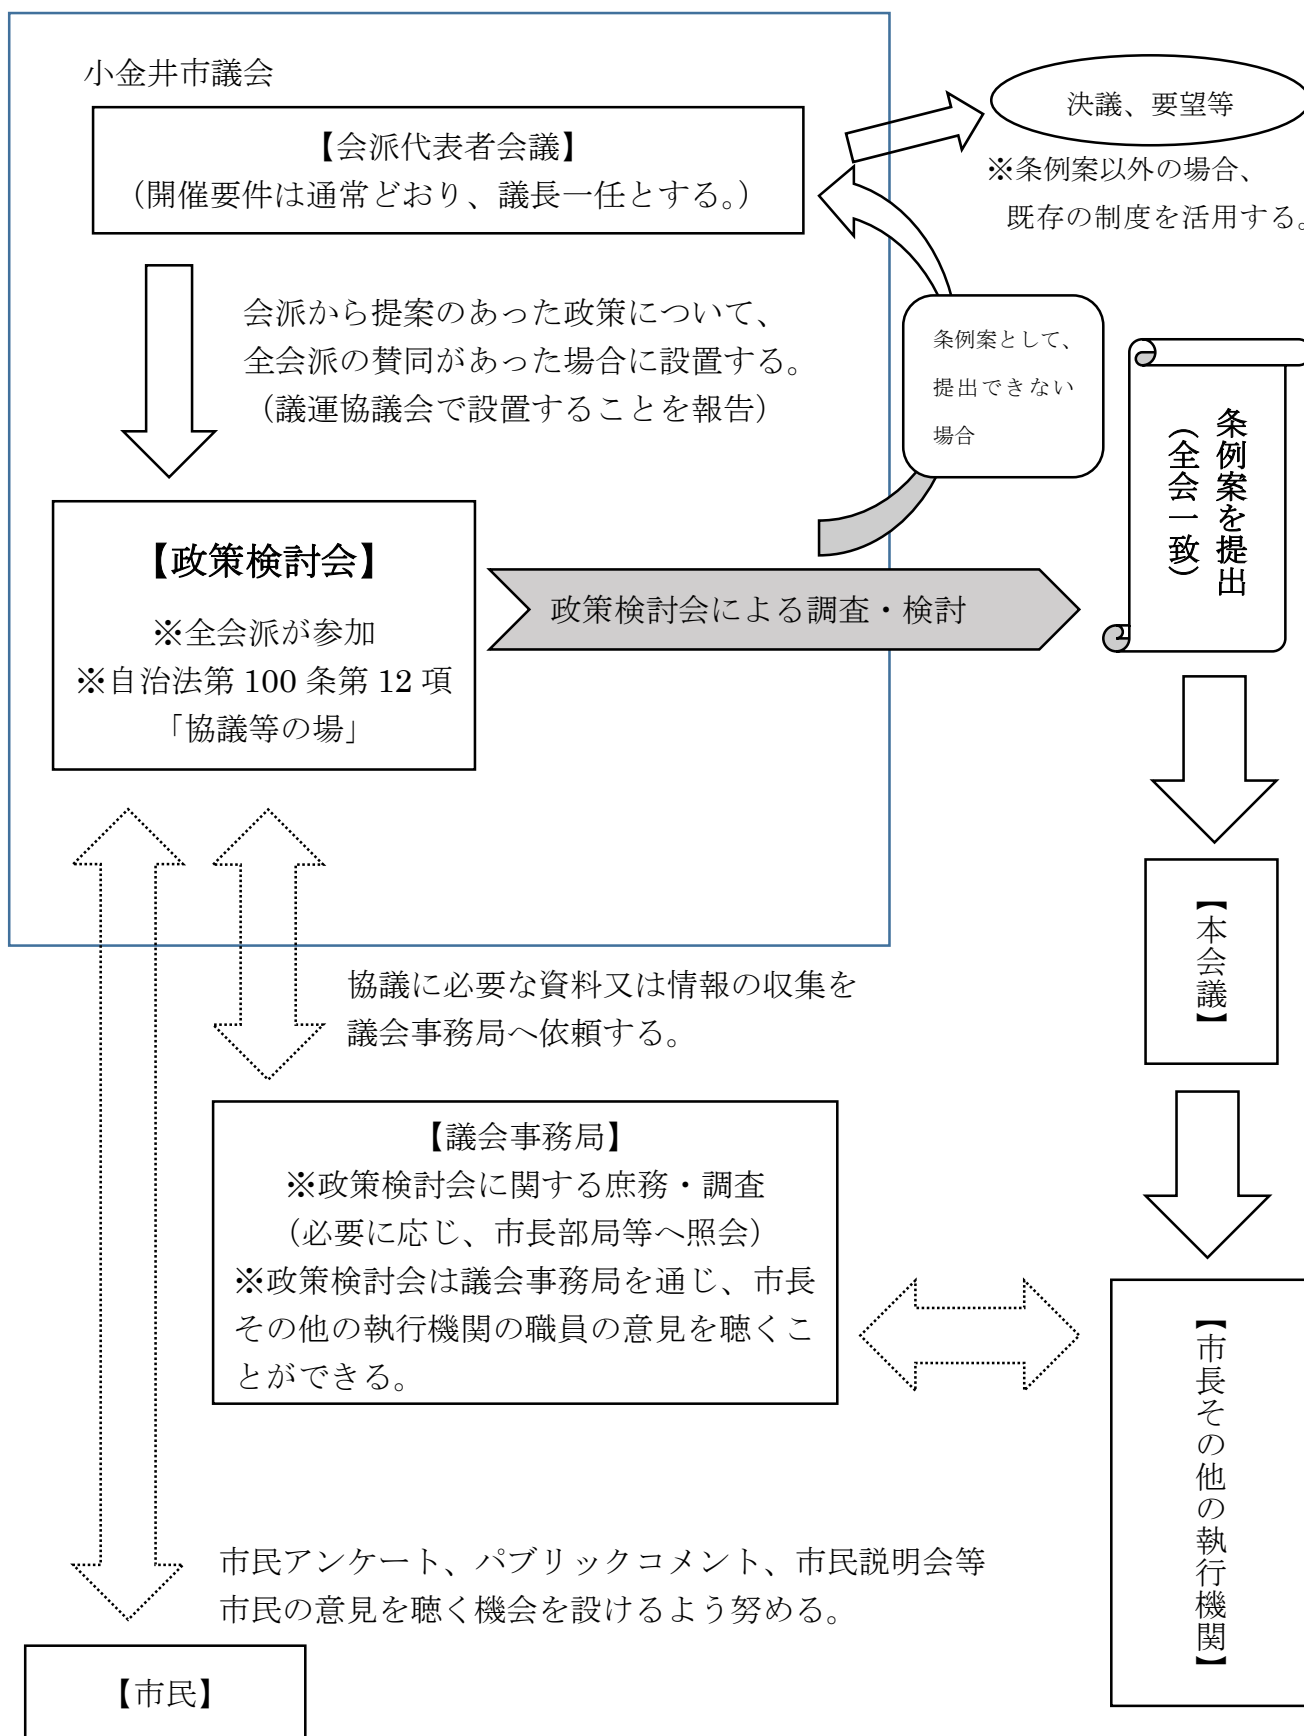 小金井市議会
【会派代表者会議】
（開催要件は通常どおり、議長一任とする。）
決議、要望等
※条例案以外の場合、
既存の制度を活用する。
会派から提案のあった政策について、
全会派の賛同があった場合に設置する。
（議運協議会で設置することを報告）
条例案として、
提出できない
場合
条例案を提出
（全会一致）
【政策検討会】
※全会派が参加
※自治法第 100 条第 12 項
「協議等の場」
政策検討会による調査・検討
【本会議】
協議に必要な資料又は情報の収集を
議会事務局へ依頼する。
【議会事務局】
※政策検討会に関する庶務・調査
（必要に応じ、市長部局等へ照会）
※政策検討会は議会事務局を通じ、市長
その他の執行機関の職員の意見を聴くこ
とができる。
【市長その他の執行機関】
市民アンケート、パブリックコメント、市民説明会等
市民の意見を聴く機会を設けるよう努める。
【市民】